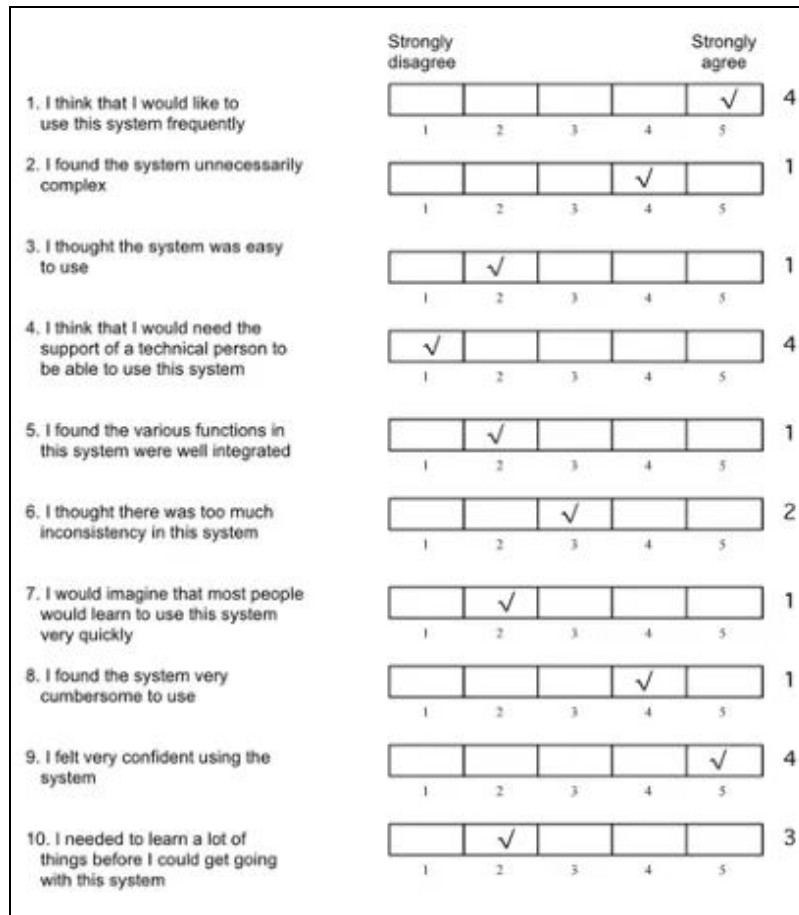 Strongly
disagree
Strongly
agree
1. I think that I would like to
use this system frequently
4
1 2 3 4 5
2. I found the system unnecessarily
complex
1
1 2 3 4 5
3. I thought the system was easy
to use
1
1 2 3 4 5
4. I think that I would need the
support of a technical person to
be able to use this system
4
1 2 3 4 5
5. I found the various functions in
this system were well integrated
1
1 2 3 4 5
6. I thought there was too much
inconsistency in this system
2
1 2 3 4 5
7. I would imagine that most people
would learn to use this system
very quickly
1
1 2 3 4 5
8. I found the system very
cumbersome to use
1
1 2 3 4 5
9. I felt very confident using the
system
4
1 2 3 4 5
10. I needed to learn a lot of
things before I could get going
with this system
3
1 2 3 4 5